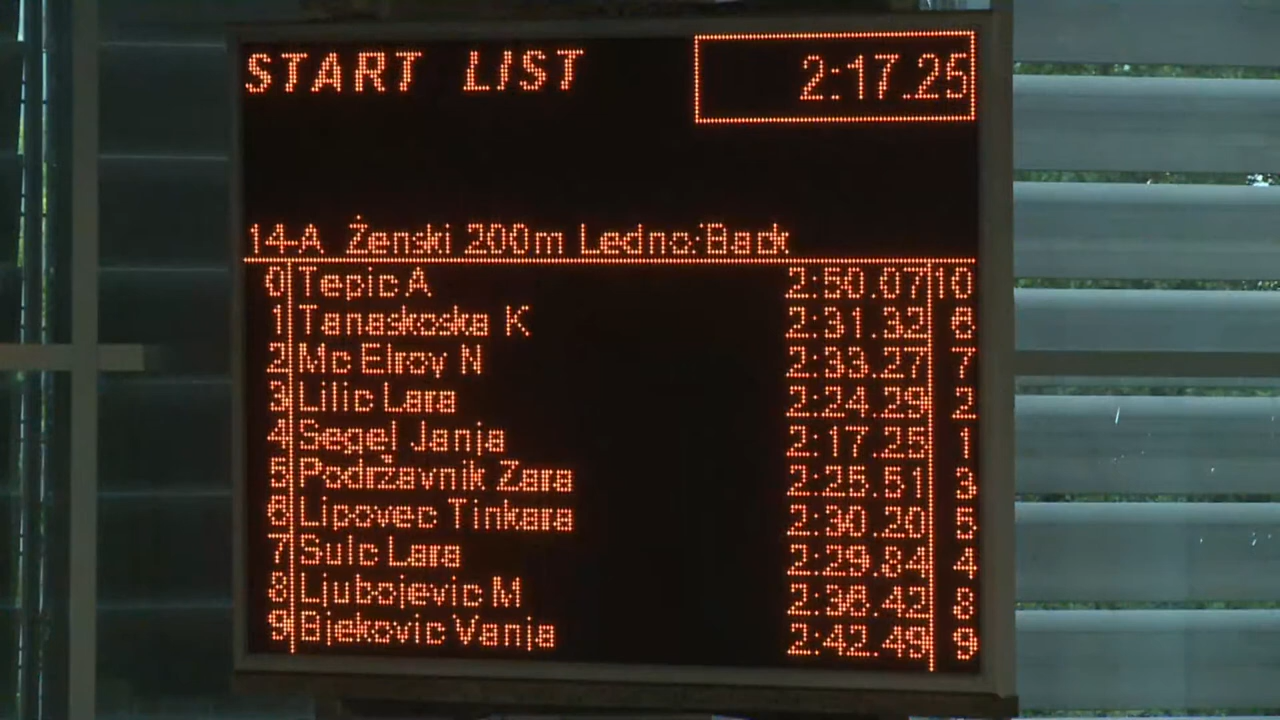 START LIST 2:17.25
14-A Ženski 200m Ledno/Back
0 Tepic A 2:50.07 10
1 Tanaskoska K 2:31.32 6
2 Mc Elroy N 2:33.27 7
3 Lilic Lara 2:24.29 2
4 Segej Janja 2:17.25 1
5 Podržavnik Zara 2:25.51 3
6 Lipovec Tinkara 2:30.20 5
7 Sulc Lara 2:29.84 4
8 Ljubojevic M 2:36.42 8
9 Bjekovic Vanja 2:42.49 9